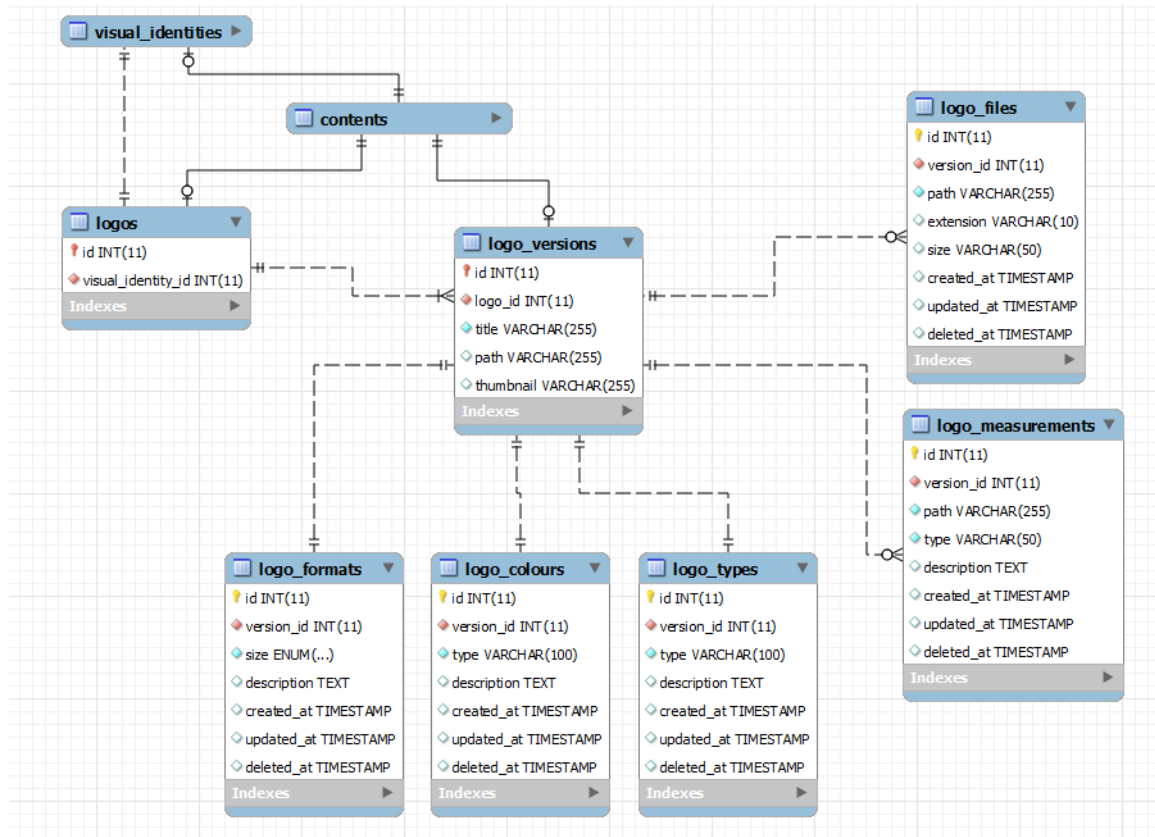 visual_identities
contents
logos
id INT(11)
visual_identity_id INT(11)
Indexes
logo_versions
id INT(11)
logo_id INT(11)
title VARCHAR(255)
path VARCHAR(255)
thumbnail VARCHAR(255)
Indexes
logo_files
id INT(11)
version_id INT(11)
path VARCHAR(255)
extension VARCHAR(10)
size VARCHAR(50)
created_at TIMESTAMP
updated_at TIMESTAMP
deleted_at TIMESTAMP
Indexes
logo_measurements
id INT(11)
version_id INT(11)
path VARCHAR(255)
type VARCHAR(50)
description TEXT
created_at TIMESTAMP
updated_at TIMESTAMP
deleted_at TIMESTAMP
Indexes
logo_formats
id INT(11)
version_id INT(11)
size ENUM(...)
description TEXT
created_at TIMESTAMP
updated_at TIMESTAMP
deleted_at TIMESTAMP
Indexes
logo_colours
id INT(11)
version_id INT(11)
type VARCHAR(100)
description TEXT
created_at TIMESTAMP
updated_at TIMESTAMP
deleted_at TIMESTAMP
Indexes
logo_types
id INT(11)
version_id INT(11)
type VARCHAR(100)
description TEXT
created_at TIMESTAMP
updated_at TIMESTAMP
deleted_at TIMESTAMP
Indexes